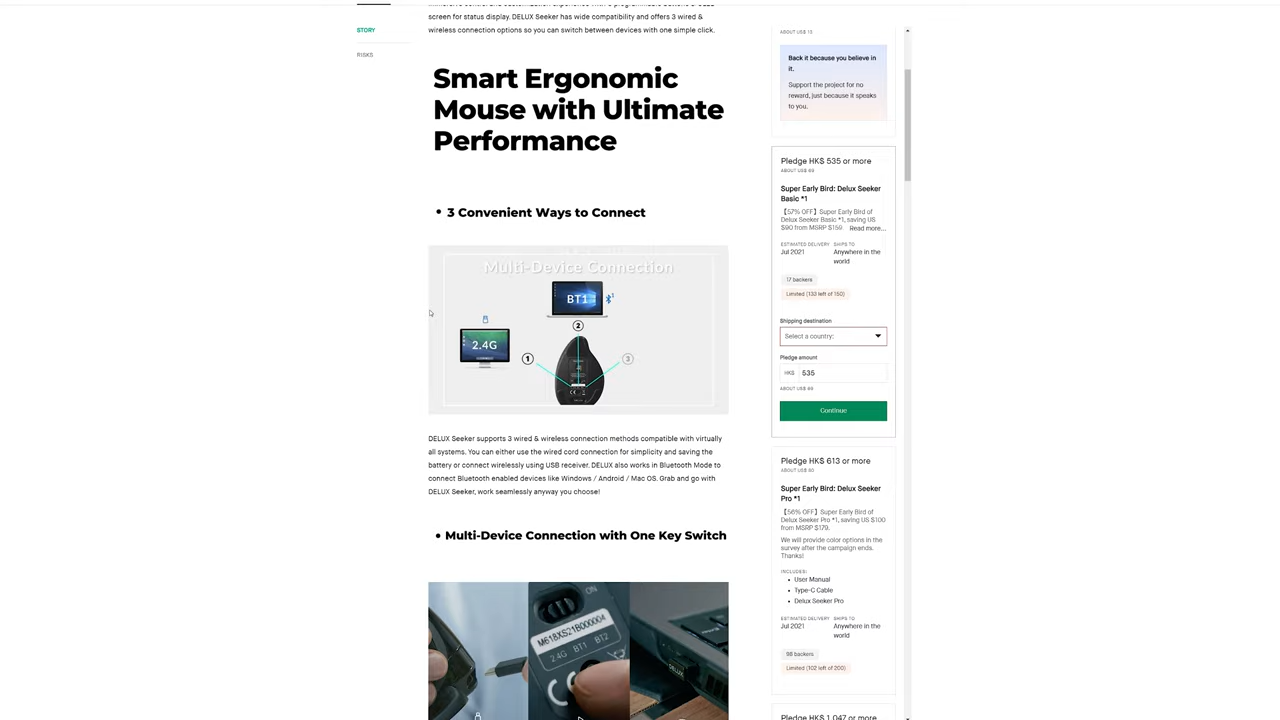 screen for status display. DELUX Seeker has wide compatibility and offers 3 wired &
wireless connection options so you can switch between devices with one simple click.
STORY
RISKS
Smart Ergonomic
Mouse with Ultimate
Performance
• 3 Convenient Ways to Connect
Multi-Device Connection
BT1
1
2.4G
2
1
3
DELUX Seeker supports 3 wired & wireless connection methods compatible with virtually
all systems. You can either use the wired cord connection for simplicity and saving the
battery or connect wirelessly using USB receiver. DELUX also works in Bluetooth Mode to
connect Bluetooth enabled devices like Windows / Android / Mac OS. Grab and go with
DELUX Seeker, work seamlessly anyway you choose!
• Multi-Device Connection with One Key Switch
ON
M618XS21B000004
2.4G BT1 BT2
DELUX
Back it because you believe in
it.
Support the project for no
reward, just because it speaks
to you.
Pledge HK$ 535 or more
ABOUT US$ 69
Super Early Bird: Delux Seeker
Basic *1
【57% OFF】Super Early Bird of
Delux Seeker Basic *1, saving US
$90 from MSRP $159 Read more...
ESTIMATED DELIVERY SHIPS TO
Jul 2021 Anywhere in the
world
17 backers
Limited (133 left of 150)
Shipping destination
Select a country:
Pledge amount
HK$ 535
ABOUT US$ 69
Continue
Pledge HK$ 613 or more
ABOUT US$ 80
Super Early Bird: Delux Seeker
Pro *1
【56% OFF】Super Early Bird of
Delux Seeker Pro *1, saving US $100
from MSRP $179.
We will provide color options in the
survey after the campaign ends.
Thanks!
INCLUDES:
• User Manual
• Type-C Cable
• Delux Seeker Pro
ESTIMATED DELIVERY SHIPS TO
Jul 2021 Anywhere in the
world
98 backers
Limited (102 left of 200)
Pledge HK$ 1,047 or more